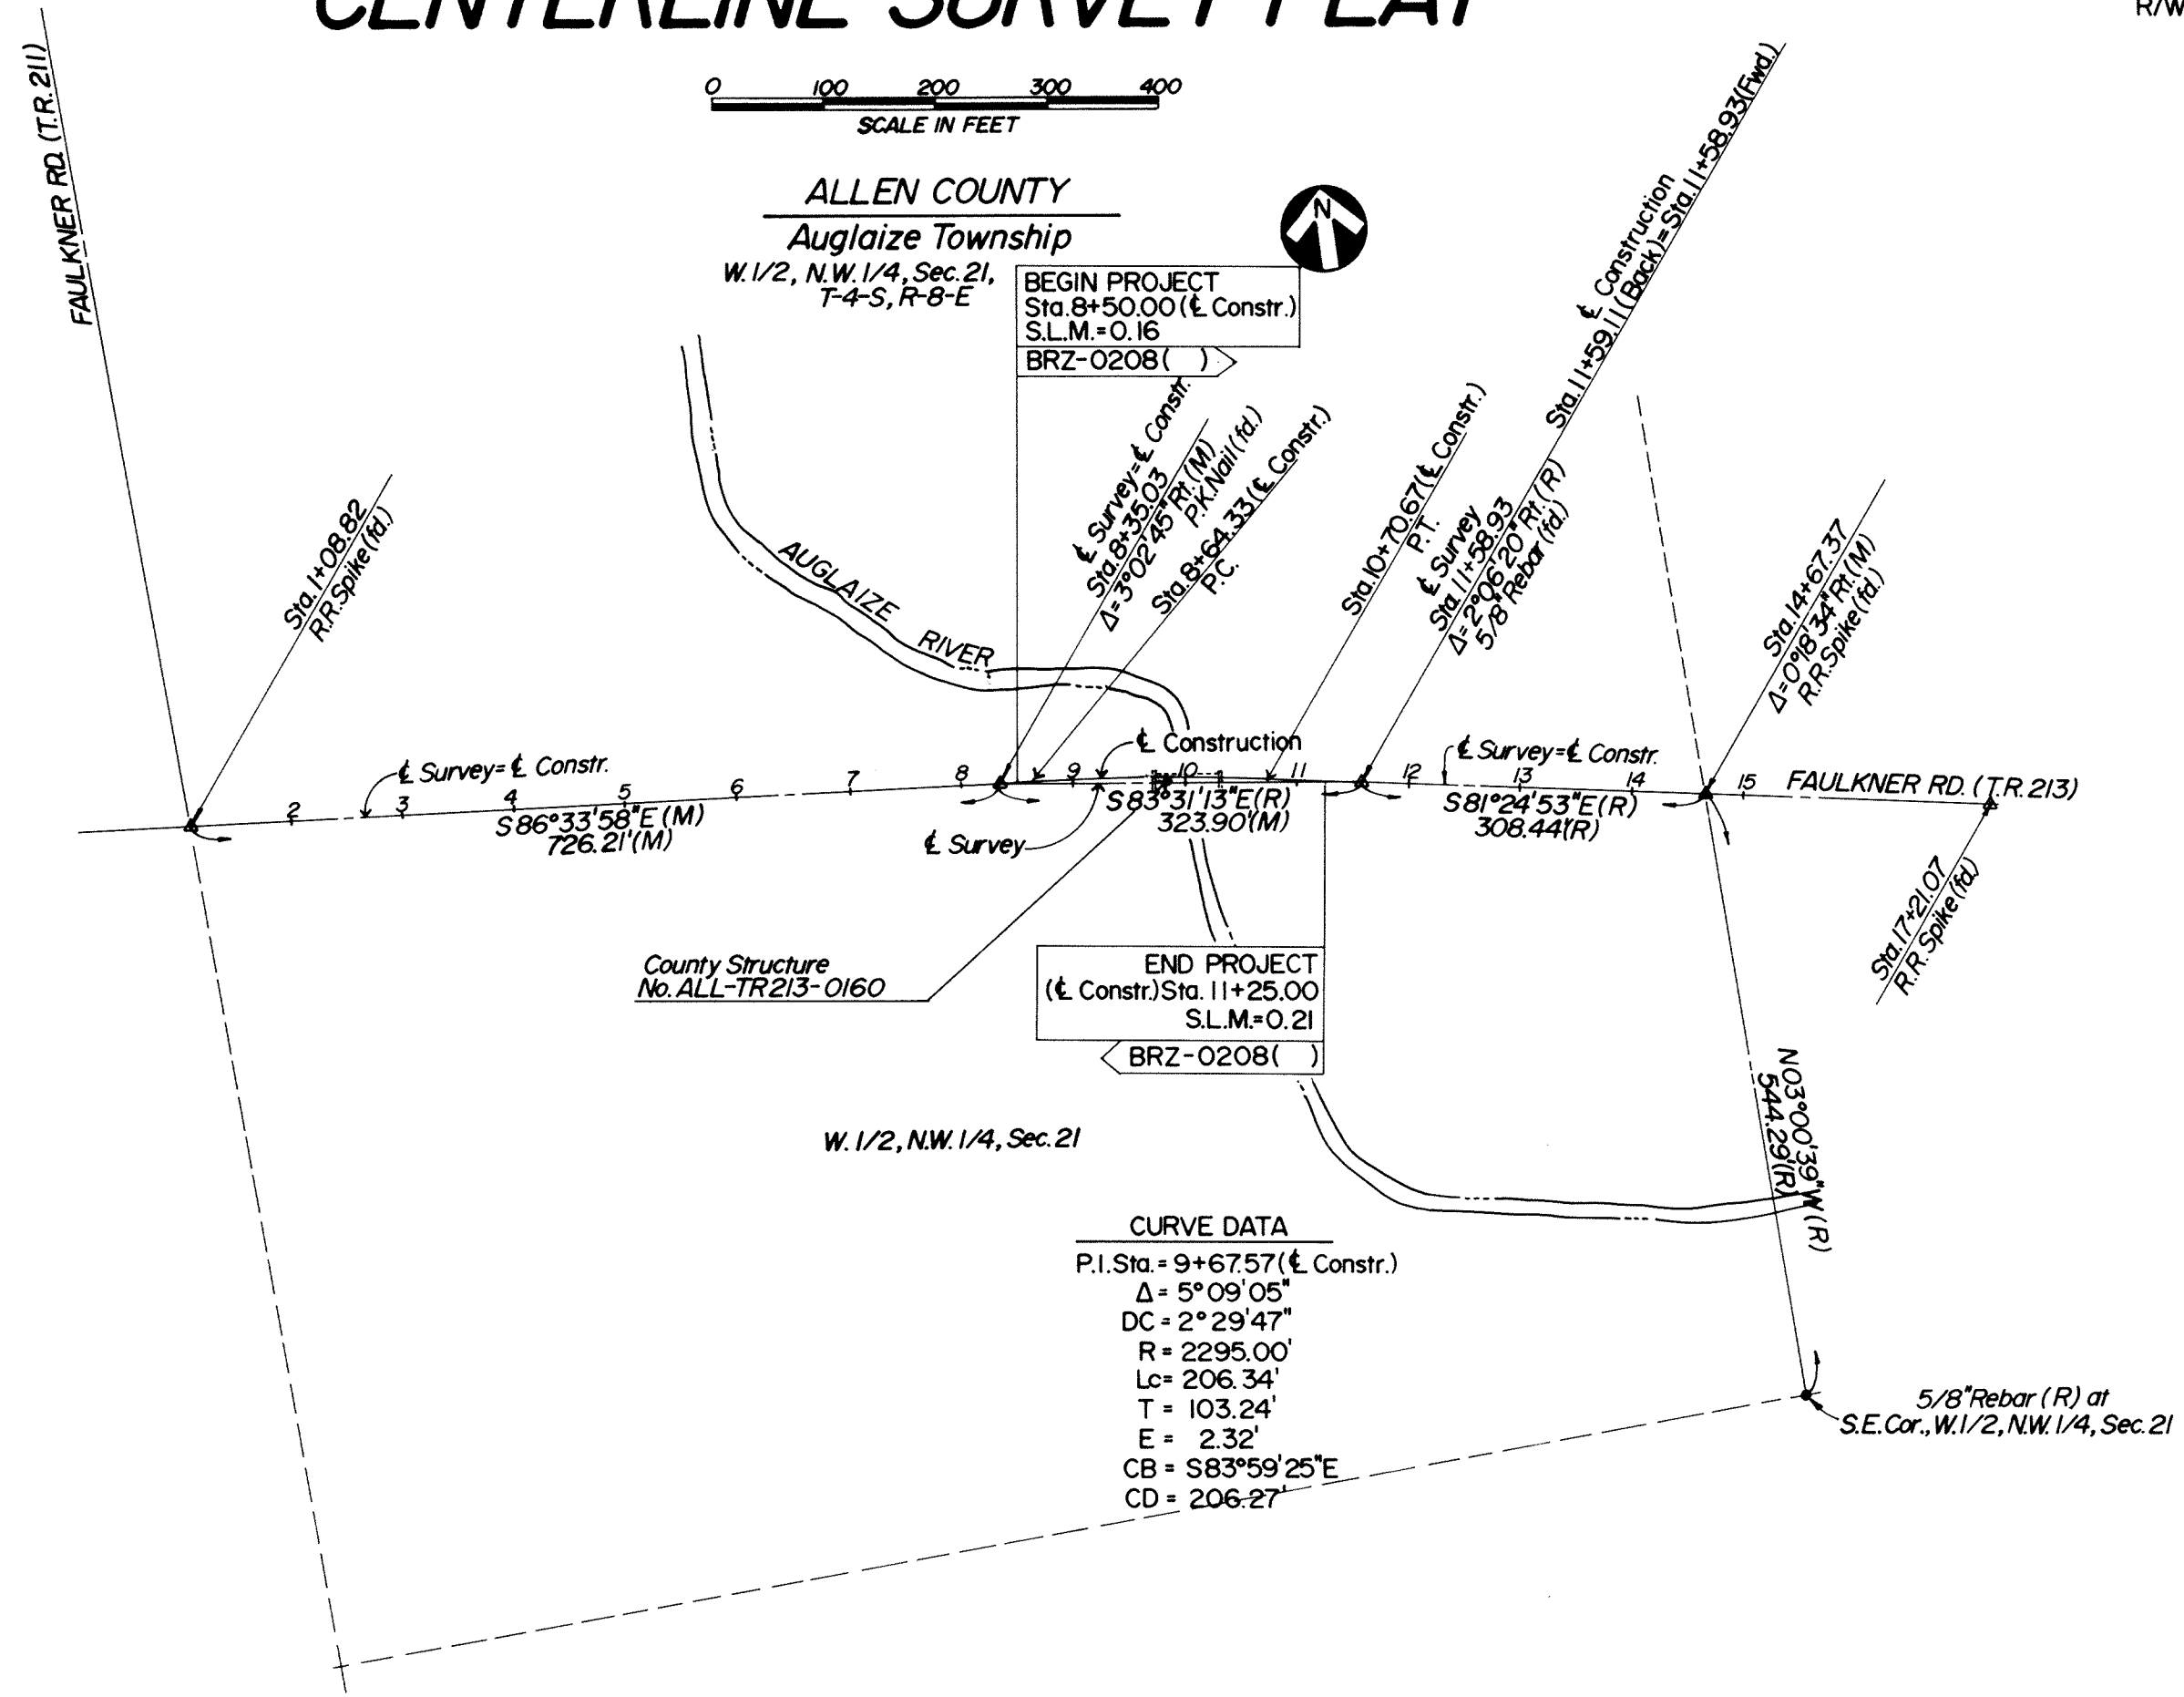 CENTERLINE SURVEY PLAT
R/W
0 100 200 300 400
SCALE IN FEET
ALLEN COUNTY
Auglaize Township
W.1/2, N.W.1/4, Sec.21,
T-4-S, R-8-E
N
BEGIN PROJECT
Sta.8+50.00(℄ Constr.)
S.L.M.=0.16
BRZ-0208( )
FAULKNER RD. (T.R.211)
Sta.1+08.82
R.R.Spike(fd.)
AUGLAIZE RIVER
℄ Survey=℄ Constr.
Sta.8+35.03
Δ=3°02'45"Rt.(M)
P.K.Nail(fd.)
Sta.8+64.33(℄ Constr.)
P.C.
Sta.10+70.67(℄ Constr.)
P.T.
℄ Survey
Sta.11+58.93
Δ=2°06'20"Rt.(R)
5/8"Rebar(fd.)
℄ Construction
Sta.11+59.11(Back)=Sta.11+58.93(Fwd.)
Sta.14+67.37
Δ=0°18'34"Rt.(M)
R.R.Spike(fd.)
℄ Survey=℄ Constr.
℄ Construction
℄ Survey=℄ Constr.
2 3 4 5 6 7 8 9 10 11 12 13 14 15
FAULKNER RD. (T.R.213)
S86°33'58"E(M)
726.21'(M)
S83°31'13"E(R)
323.90'(M)
S81°24'53"E(R)
308.44'(R)
℄ Survey
Sta.17+21.07
R.R.Spike(fd.)
County Structure
No.ALL-TR213-0160
END PROJECT
(℄ Constr.)Sta.11+25.00
S.L.M.=0.21
BRZ-0208( )
N03°00'39"W(R)
544.29'(R)
W.1/2, N.W.1/4, Sec.21
CURVE DATA
P.I.Sta.=9+67.57(℄ Constr.)
Δ = 5°09'05"
DC = 2°29'47"
R = 2295.00'
Lc= 206.34'
T = 103.24'
E = 2.32'
CB = S83°59'25"E
CD = 206.27'
5/8"Rebar(R) at
S.E.Cor.,W.1/2,N.W.1/4,Sec.21